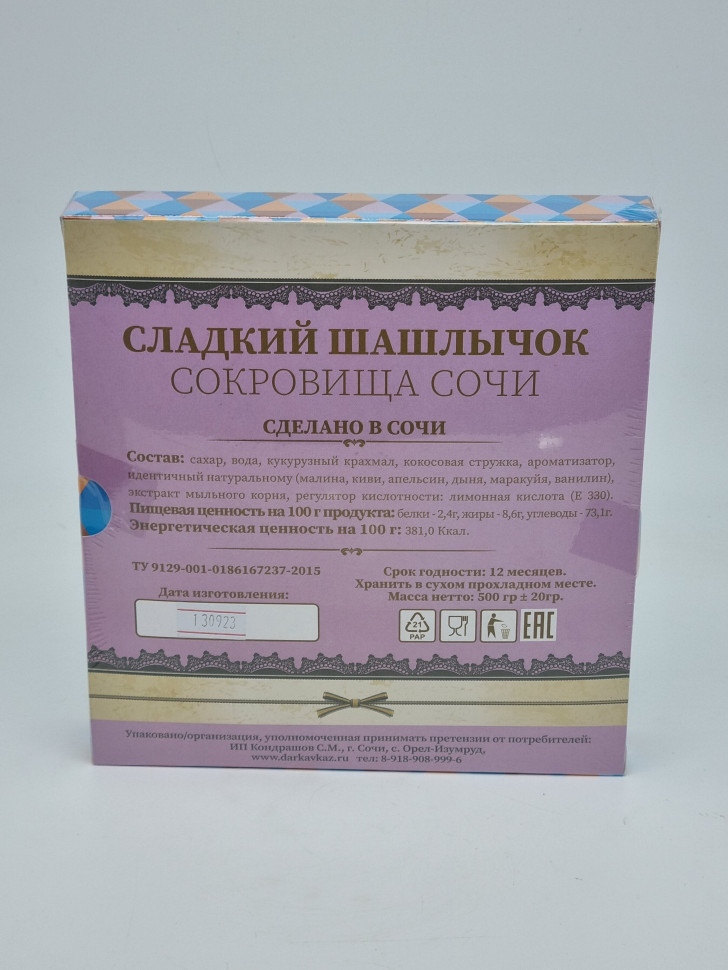 СЛАДКИЙ ШАШЛЫЧОК
СОКРОВИЩА СОЧИ
СДЕЛАНО В СОЧИ
Состав: сахар, вода, кукурузный крахмал, кокосовая стружка, ароматизатор,
идентичный натуральному (малина, киви, апельсин, дыня, маракуйя, ванилин),
экстракт мыльного корня, регулятор кислотности: лимонная кислота (Е 330).
Пищевая ценность на 100 г продукта: белки - 2,4г, жиры - 8,6г, углеводы - 73,1г.
Энергетическая ценность на 100 г: 381,0 Ккал.
ТУ 9129-001-0186167237-2015
Дата изготовления:
130923
Срок годности: 12 месяцев.
Хранить в сухом прохладном месте.
Масса нетто: 500 гр ± 20гр.
21
PAP
EAC
Упаковано/организация, уполномоченная принимать претензии от потребителей:
ИП Кондрашов С.М., г. Сочи, с. Орел-Изумруд,
www.darkavkaz.ru тел: 8-918-908-999-6